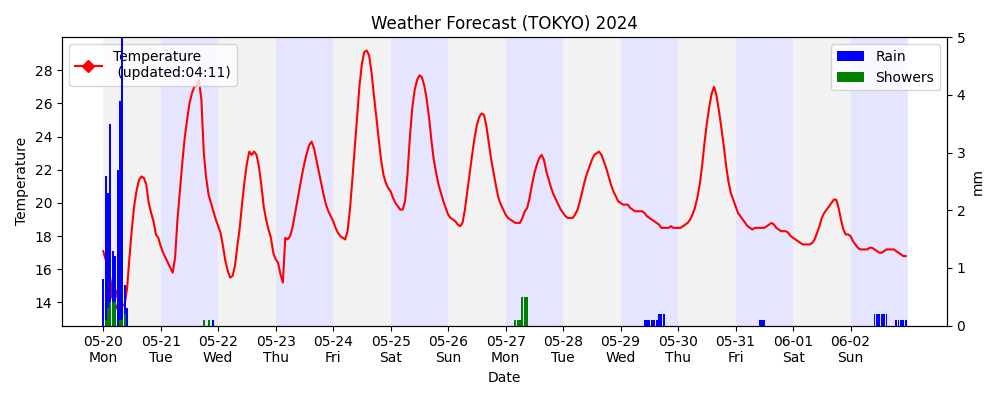 Weather Forecast (TOKYO) 2024
Temperature
(updated:04:11)
Rain
Showers
Temperature
28
26
24
22
20
18
16
14
5
4
3
2
1
0
mm
05-20 05-21 05-22 05-23 05-24 05-25 05-26 05-27 05-28 05-29 05-30 05-31 06-01 06-02
Mon Tue Wed Thu Fri Sat Sun Mon Tue Wed Thu Fri Sat Sun
Date